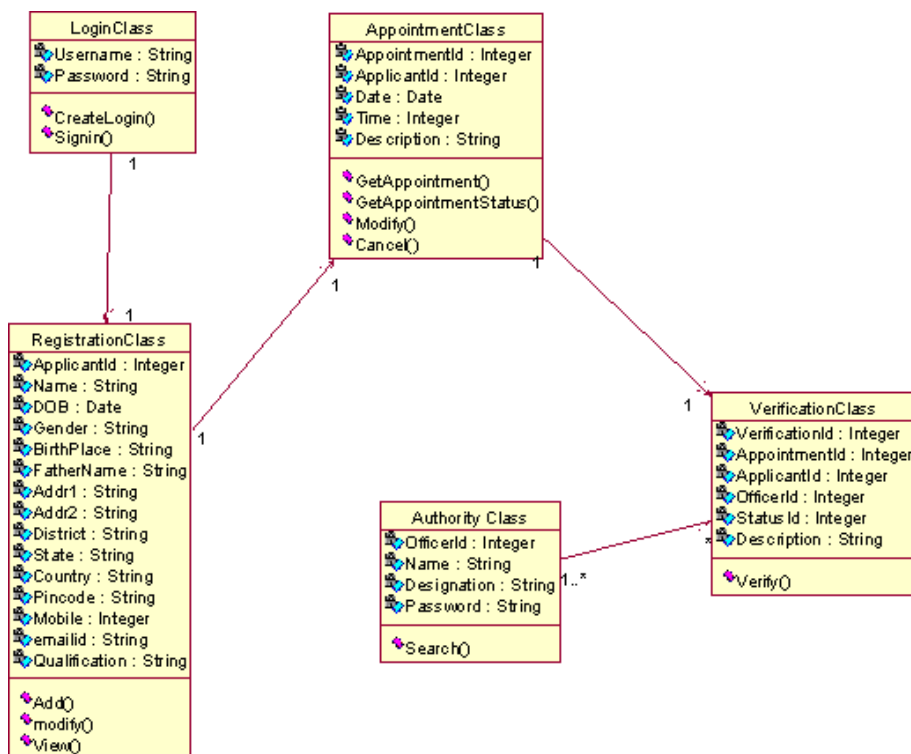 LoginClass
Username : String
Password : String
CreateLogin()
Signin()
1
1
AppointmentClass
AppointmentId : Integer
ApplicantId : Integer
Date : Date
Time : Integer
Description : String
GetAppointment()
GetAppointmentStatus()
Modify()
Cancel()
1
1
RegistrationClass
ApplicantId : Integer
Name : String
DOB : Date
Gender : String
BirthPlace : String
FatherName : String
Addr1 : String
Addr2 : String
District : String
State : String
Country : String
Pincode : String
Mobile : Integer
emailid : String
Qualification : String
Add()
modify()
View()
1
1
VerificationClass
VerificationId : Integer
AppointmentId : Integer
ApplicantId : Integer
OfficerId : Integer
StatusId : Integer
Description : String
Verify()
*
Authority Class
OfficerId : Integer
Name : String
Designation : String
Password : String
Search()
1..*